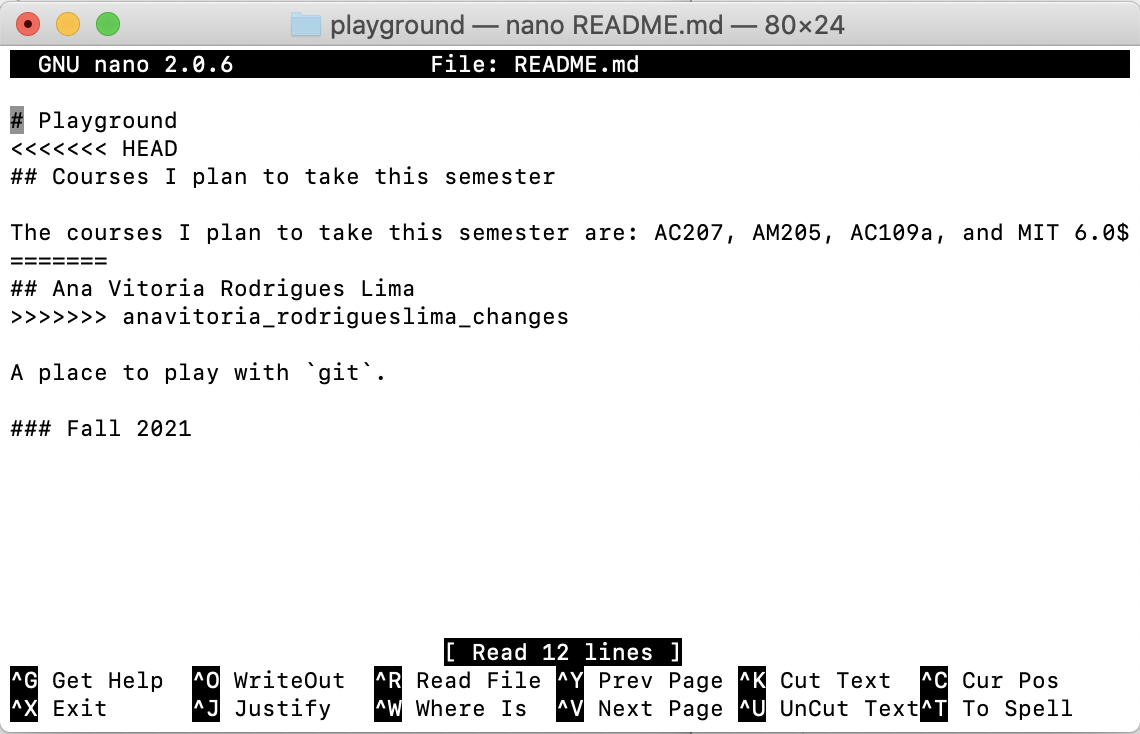 playground — nano README.md — 80×24
GNU nano 2.0.6 File: README.md
# Playground
<<<<<<< HEAD
## Courses I plan to take this semester
The courses I plan to take this semester are: AC207, AM205, AC109a, and MIT 6.0$
=======
## Ana Vitoria Rodrigues Lima
>>>>>>> anavitoria_rodrigueslima_changes
A place to play with `git`.
### Fall 2021
[ Read 12 lines ]
^G Get Help ^O WriteOut ^R Read File ^Y Prev Page ^K Cut Text ^C Cur Pos
^X Exit ^J Justify ^W Where Is ^V Next Page ^U UnCut Text ^T To Spell